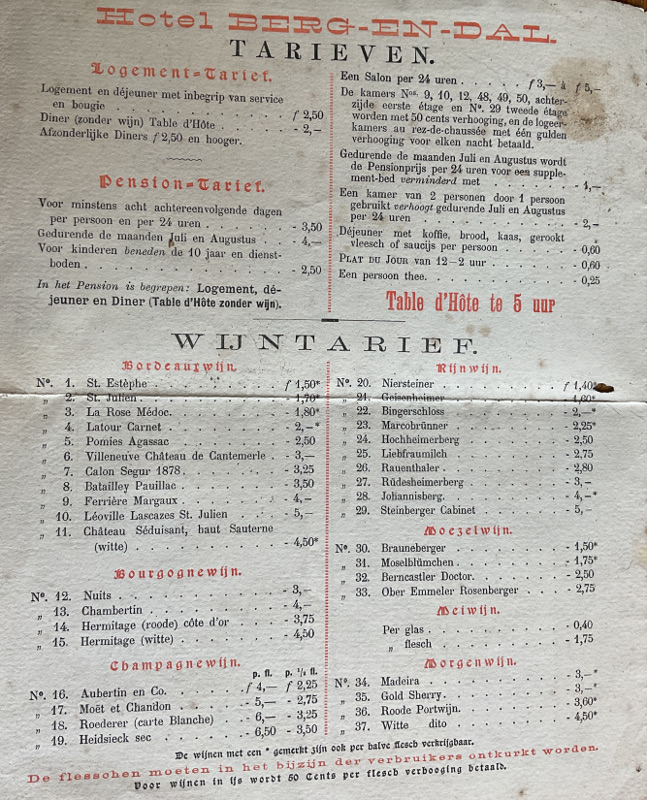 Hotel BERG-EN-DAL.
TARIEVEN.
Logement-Tarief.
Logement en déjeuner met inbegrip van service
en bougie . . . . . . . . . . f 2,50
Diner (zonder wijn) Table d'Hôte . . . . - 2,–
Afzonderlijke Diners f 2,50 en hooger.
Pension-Tarief.
Voor minstens acht achtereenvolgende dagen
per persoon en per 24 uren . . . . . - 3,50
Gedurende de maanden Juli en Augustus . . - 4,–
Voor kinderen beneden de 10 jaar en dienst-
boden . . . . . . . . . . . - 2,50
In het Pension is begrepen: Logement, dé-
jeuner en Diner (Table d'Hôte zonder wijn).
Een Salon per 24 uren . . . . . f 3,– à f 5,–
De kamers Nos. 9, 10, 12, 48, 49, 50, achter-
zijde eerste étage en No. 29 tweede étage
worden met 50 cents verhooging, en de logeer-
kamers au rez-de-chaussée met één gulden
verhooging voor elken nacht betaald.
Gedurende de maanden Juli en Augustus wordt
de Pensionprijs per 24 uren voor een supple-
ment-bed verminderd met . . . . . . - 1,–
Een kamer van 2 personen door 1 persoon
gebruikt verhoogt gedurende Juli en Augustus
per 24 uren . . . . . . . . . - 2,–
Déjeuner met koffie, brood, kaas, gerookt
vleesch of saucijs per persoon . . . . . - 0,60
PLAT DU JOUR van 12–2 uur . . . . . - 0,60
Een persoon thee. . . . . . . . . - 0,25
Table d'Hôte te 5 uur
WIJNTARIEF.
Bordeauxwijn.
No. 1. St. Estèphe . . . . . . . f 1,50*
„ 2. St. Julien . . . . . . . - 1,70*
„ 3. La Rose Médoc. . . . . . . - 1,80*
„ 4. Latour Carnet . . . . . . . - 2,–*
„ 5. Pomies Agassac . . . . . . - 2,50
„ 6. Villeneuve Château de Cantemerle . - 3,–
„ 7. Calon Segur 1878. . . . . . - 3,25
„ 8. Batailley Pauillac . . . . . - 3,50
„ 9. Ferrière Margaux . . . . . . - 4,–
„ 10. Léoville Lascazes St. Julien . . . - 5,–
„ 11. Château Séduisant, haut Sauterne
(witte) . . . . . . . . . - 4,50*
Bourgognewijn.
No. 12. Nuits . . . . . . . . . - 3,–
„ 13. Chambertin . . . . . . . - 4,–
„ 14. Hermitage (roode) côte d'or . . . - 3,75
„ 15. Hermitage (witte) . . . . . . - 4,50
Champagnewijn.
p. fl. p. ½ fl.
No. 16. Aubertin en Co. . . . . f 4,– f 2,25
„ 17. Moët et Chandon . . . . - 5,– - 2,75
„ 18. Roederer (carte Blanche) . - 6,– - 3,25
„ 19. Heidsieck sec . . . . . - 6,50 - 3,50
Rijnwijn.
No. 20. Niersteiner . . . . . . . f 1,40*
„ 21. Geisenheimer . . . . . . - 1,60*
„ 22. Bingerschloss . . . . . . - 2,–*
„ 23. Marcobrünner . . . . . . - 2,25*
„ 24. Hochheimerberg . . . . . . - 2,50
„ 25. Liebfraumilch . . . . . . - 2,75
„ 26. Rauenthaler . . . . . . . - 2,80
„ 27. Rüdesheimerberg . . . . . . - 3,–
„ 28. Johannisberg. . . . . . . - 4,–*
„ 29. Steinberger Cabinet . . . . . - 5,–
Moezelwijn.
No. 30. Brauneberger . . . . . . - 1,50*
„ 31. Moselblümchen . . . . . . - 1,75*
„ 32. Berncastler Doctor. . . . . . - 2,50
„ 33. Ober Emmeler Rosenberger . . . - 2,75
Meiwijn.
Per glas . . . . . . . . - 0,40
„ flesch . . . . . . . . - 1,75
Morgenwijn.
No. 34. Madeira . . . . . . . . - 3,–*
„ 35. Gold Sherry. . . . . . . - 3,–*
„ 36. Roode Portwijn. . . . . . - 3,60*
„ 37. Witte dito . . . . . . - 4,50*
De wijnen met een * gemerkt zijn ook per halve flesch verkrijgbaar.
De flesschen moeten in het bijzijn der verbruikers ontkurkt worden.
Voor wijnen in ijs wordt 50 Cents per flesch verhooging betaald.